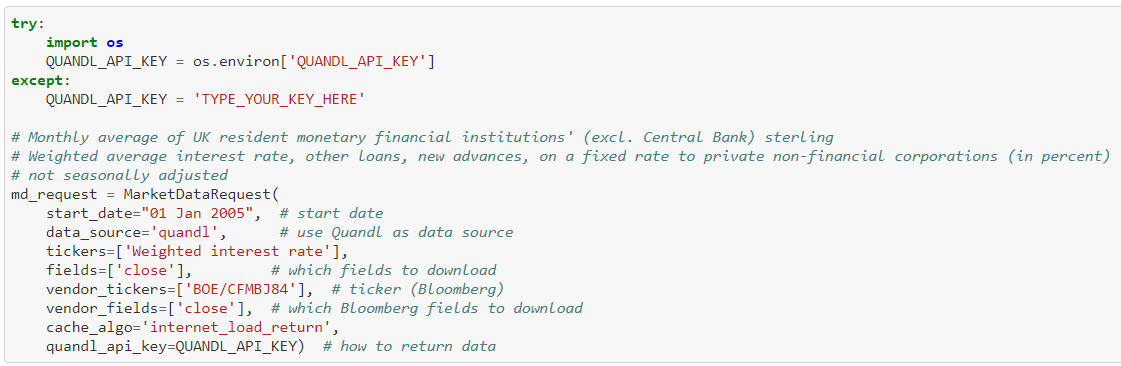 try:
    import os
    QUANDL_API_KEY = os.environ['QUANDL_API_KEY']
except:
    QUANDL_API_KEY = 'TYPE_YOUR_KEY_HERE'

# Monthly average of UK resident monetary financial institutions' (excl. Central Bank) sterling
# Weighted average interest rate, other loans, new advances, on a fixed rate to private non-financial corporations (in percent)
# not seasonally adjusted
md_request = MarketDataRequest(
    start_date="01 Jan 2005",  # start date
    data_source='quandl',      # use Quandl as data source
    tickers=['Weighted interest rate'],
    fields=['close'],          # which fields to download
    vendor_tickers=['BOE/CFMBJ84'],  # ticker (Bloomberg)
    vendor_fields=['close'],  # which Bloomberg fields to download
    cache_algo='internet_load_return',
    quandl_api_key=QUANDL_API_KEY)  # how to return data